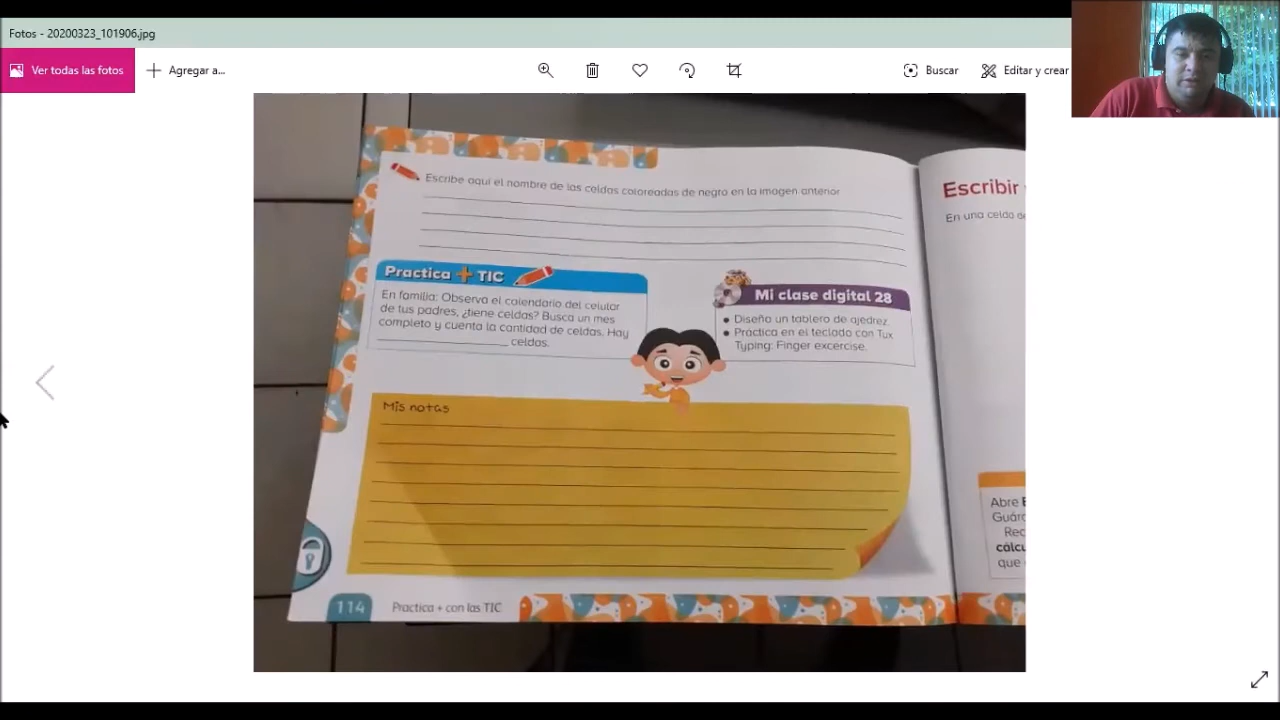 Fotos - 20200323_101906.jpg
Ver todas las fotos
Agregar a...
Buscar
Editar y crear
Escribe aquí el nombre de las celdas coloreadas de negro en la imagen anterior
Practica + TIC
En familia: Observa el calendario del celular
de tus padres, ¿tiene celdas? Busca un mes
completo y cuenta la cantidad de celdas. Hay
celdas.
Mi clase digital 28
Diseña un tablero de ajedrez.
Práctica en el teclado con Tux
Typing: Finger excercise.
Mis notas
114
Practica + con las TIC
Escribir
En una celda
Abre
que